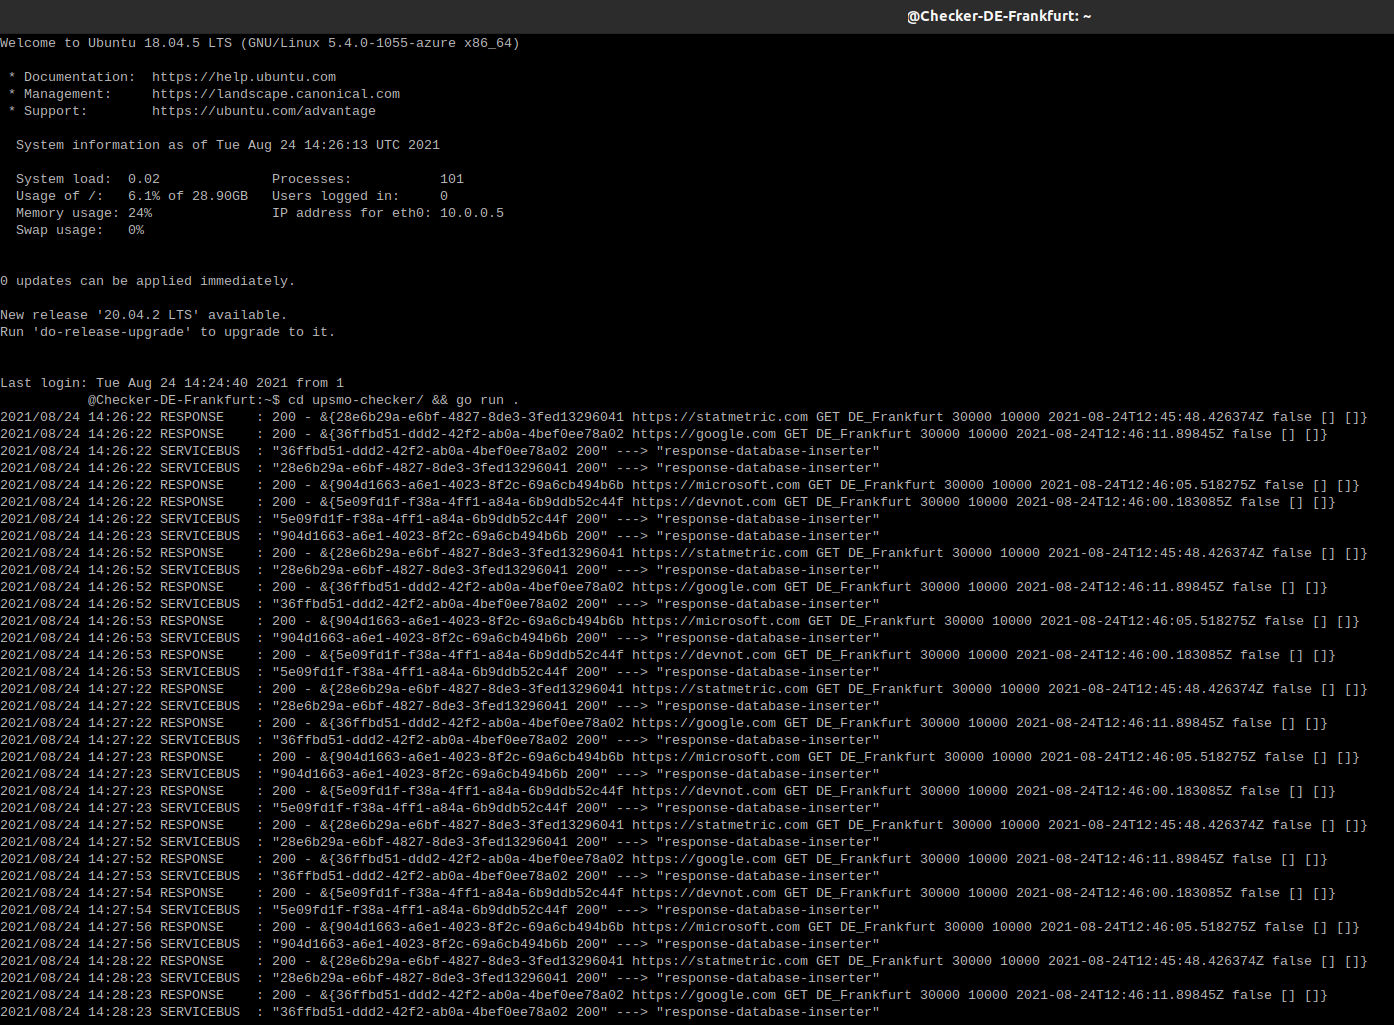 @Checker-DE-Frankfurt: ~
Welcome to Ubuntu 18.04.5 LTS (GNU/Linux 5.4.0-1055-azure x86_64)
* Documentation:  https://help.ubuntu.com
* Management:     https://landscape.canonical.com
* Support:        https://ubuntu.com/advantage
System information as of Tue Aug 24 14:26:13 UTC 2021
System load:  0.02              Processes:           101
Usage of /:   6.1% of 28.90GB   Users logged in:     0
Memory usage: 24%               IP address for eth0: 10.0.0.5
Swap usage:   0%
0 updates can be applied immediately.
New release '20.04.2 LTS' available.
Run 'do-release-upgrade' to upgrade to it.
Last login: Tue Aug 24 14:24:40 2021 from 1
@Checker-DE-Frankfurt:~$ cd upsmo-checker/ && go run .
2021/08/24 14:26:22 RESPONSE    : 200 - &{28e6b29a-e6bf-4827-8de3-3fed13296041 https://statmetric.com GET DE_Frankfurt 30000 10000 2021-08-24T12:45:48.426374Z false [] []}
2021/08/24 14:26:22 RESPONSE    : 200 - &{36ffbd51-ddd2-42f2-ab0a-4bef0ee78a02 https://google.com GET DE_Frankfurt 30000 10000 2021-08-24T12:46:11.89845Z false [] []}
2021/08/24 14:26:22 SERVICEBUS  : "36ffbd51-ddd2-42f2-ab0a-4bef0ee78a02 200" ---> "response-database-inserter"
2021/08/24 14:26:22 SERVICEBUS  : "28e6b29a-e6bf-4827-8de3-3fed13296041 200" ---> "response-database-inserter"
2021/08/24 14:26:22 RESPONSE    : 200 - &{904d1663-a6e1-4023-8f2c-69a6cb494b6b https://microsoft.com GET DE_Frankfurt 30000 10000 2021-08-24T12:46:05.518275Z false [] []}
2021/08/24 14:26:22 RESPONSE    : 200 - &{5e09fd1f-f38a-4ff1-a84a-6b9ddb52c44f https://devnot.com GET DE_Frankfurt 30000 10000 2021-08-24T12:46:00.183085Z false [] []}
2021/08/24 14:26:22 SERVICEBUS  : "5e09fd1f-f38a-4ff1-a84a-6b9ddb52c44f 200" ---> "response-database-inserter"
2021/08/24 14:26:23 SERVICEBUS  : "904d1663-a6e1-4023-8f2c-69a6cb494b6b 200" ---> "response-database-inserter"
2021/08/24 14:26:52 RESPONSE    : 200 - &{28e6b29a-e6bf-4827-8de3-3fed13296041 https://statmetric.com GET DE_Frankfurt 30000 10000 2021-08-24T12:45:48.426374Z false [] []}
2021/08/24 14:26:52 SERVICEBUS  : "28e6b29a-e6bf-4827-8de3-3fed13296041 200" ---> "response-database-inserter"
2021/08/24 14:26:52 RESPONSE    : 200 - &{36ffbd51-ddd2-42f2-ab0a-4bef0ee78a02 https://google.com GET DE_Frankfurt 30000 10000 2021-08-24T12:46:11.89845Z false [] []}
2021/08/24 14:26:52 SERVICEBUS  : "36ffbd51-ddd2-42f2-ab0a-4bef0ee78a02 200" ---> "response-database-inserter"
2021/08/24 14:26:53 RESPONSE    : 200 - &{904d1663-a6e1-4023-8f2c-69a6cb494b6b https://microsoft.com GET DE_Frankfurt 30000 10000 2021-08-24T12:46:05.518275Z false [] []}
2021/08/24 14:26:53 SERVICEBUS  : "904d1663-a6e1-4023-8f2c-69a6cb494b6b 200" ---> "response-database-inserter"
2021/08/24 14:26:53 RESPONSE    : 200 - &{5e09fd1f-f38a-4ff1-a84a-6b9ddb52c44f https://devnot.com GET DE_Frankfurt 30000 10000 2021-08-24T12:46:00.183085Z false [] []}
2021/08/24 14:26:53 SERVICEBUS  : "5e09fd1f-f38a-4ff1-a84a-6b9ddb52c44f 200" ---> "response-database-inserter"
2021/08/24 14:27:22 RESPONSE    : 200 - &{28e6b29a-e6bf-4827-8de3-3fed13296041 https://statmetric.com GET DE_Frankfurt 30000 10000 2021-08-24T12:45:48.426374Z false [] []}
2021/08/24 14:27:22 SERVICEBUS  : "28e6b29a-e6bf-4827-8de3-3fed13296041 200" ---> "response-database-inserter"
2021/08/24 14:27:22 RESPONSE    : 200 - &{36ffbd51-ddd2-42f2-ab0a-4bef0ee78a02 https://google.com GET DE_Frankfurt 30000 10000 2021-08-24T12:46:11.89845Z false [] []}
2021/08/24 14:27:22 SERVICEBUS  : "36ffbd51-ddd2-42f2-ab0a-4bef0ee78a02 200" ---> "response-database-inserter"
2021/08/24 14:27:23 RESPONSE    : 200 - &{904d1663-a6e1-4023-8f2c-69a6cb494b6b https://microsoft.com GET DE_Frankfurt 30000 10000 2021-08-24T12:46:05.518275Z false [] []}
2021/08/24 14:27:23 SERVICEBUS  : "904d1663-a6e1-4023-8f2c-69a6cb494b6b 200" ---> "response-database-inserter"
2021/08/24 14:27:23 RESPONSE    : 200 - &{5e09fd1f-f38a-4ff1-a84a-6b9ddb52c44f https://devnot.com GET DE_Frankfurt 30000 10000 2021-08-24T12:46:00.183085Z false [] []}
2021/08/24 14:27:23 SERVICEBUS  : "5e09fd1f-f38a-4ff1-a84a-6b9ddb52c44f 200" ---> "response-database-inserter"
2021/08/24 14:27:52 RESPONSE    : 200 - &{28e6b29a-e6bf-4827-8de3-3fed13296041 https://statmetric.com GET DE_Frankfurt 30000 10000 2021-08-24T12:45:48.426374Z false [] []}
2021/08/24 14:27:52 SERVICEBUS  : "28e6b29a-e6bf-4827-8de3-3fed13296041 200" ---> "response-database-inserter"
2021/08/24 14:27:52 RESPONSE    : 200 - &{36ffbd51-ddd2-42f2-ab0a-4bef0ee78a02 https://google.com GET DE_Frankfurt 30000 10000 2021-08-24T12:46:11.89845Z false [] []}
2021/08/24 14:27:53 SERVICEBUS  : "36ffbd51-ddd2-42f2-ab0a-4bef0ee78a02 200" ---> "response-database-inserter"
2021/08/24 14:27:54 RESPONSE    : 200 - &{5e09fd1f-f38a-4ff1-a84a-6b9ddb52c44f https://devnot.com GET DE_Frankfurt 30000 10000 2021-08-24T12:46:00.183085Z false [] []}
2021/08/24 14:27:54 SERVICEBUS  : "5e09fd1f-f38a-4ff1-a84a-6b9ddb52c44f 200" ---> "response-database-inserter"
2021/08/24 14:27:56 RESPONSE    : 200 - &{904d1663-a6e1-4023-8f2c-69a6cb494b6b https://microsoft.com GET DE_Frankfurt 30000 10000 2021-08-24T12:46:05.518275Z false [] []}
2021/08/24 14:27:56 SERVICEBUS  : "904d1663-a6e1-4023-8f2c-69a6cb494b6b 200" ---> "response-database-inserter"
2021/08/24 14:28:22 RESPONSE    : 200 - &{28e6b29a-e6bf-4827-8de3-3fed13296041 https://statmetric.com GET DE_Frankfurt 30000 10000 2021-08-24T12:45:48.426374Z false [] []}
2021/08/24 14:28:23 SERVICEBUS  : "28e6b29a-e6bf-4827-8de3-3fed13296041 200" ---> "response-database-inserter"
2021/08/24 14:28:23 RESPONSE    : 200 - &{36ffbd51-ddd2-42f2-ab0a-4bef0ee78a02 https://google.com GET DE_Frankfurt 30000 10000 2021-08-24T12:46:11.89845Z false [] []}
2021/08/24 14:28:23 SERVICEBUS  : "36ffbd51-ddd2-42f2-ab0a-4bef0ee78a02 200" ---> "response-database-inserter"